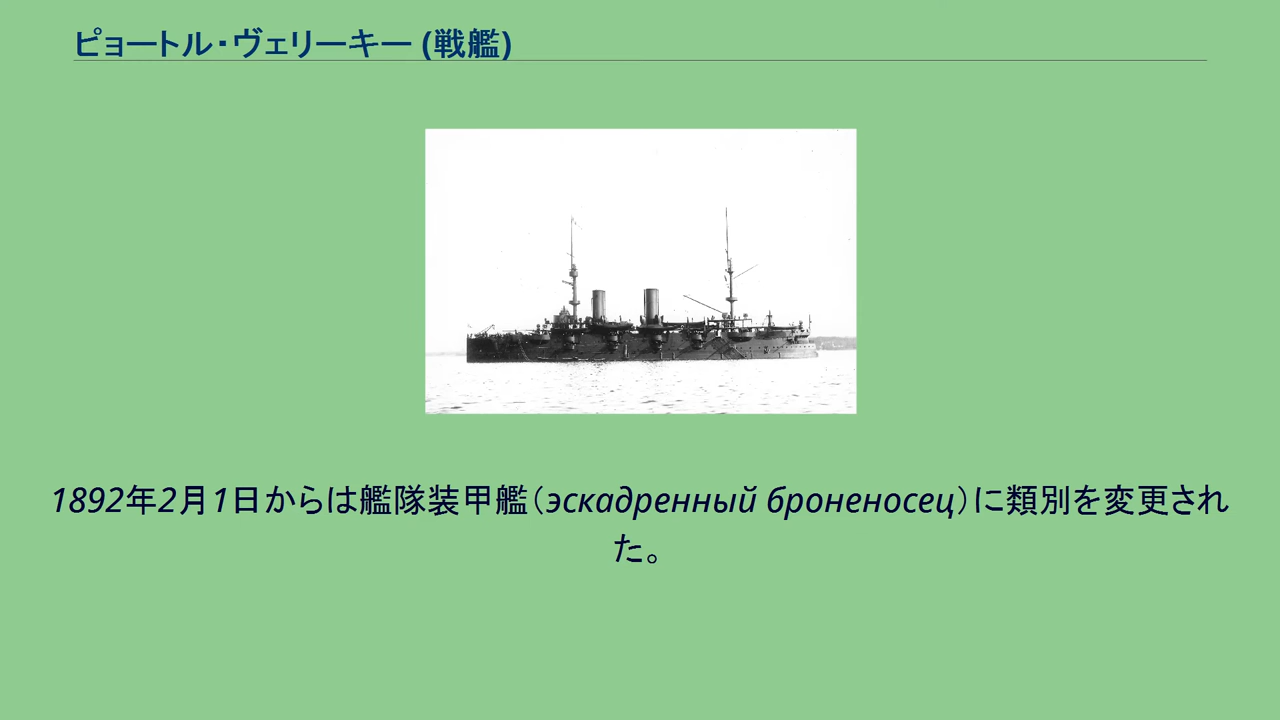 ピョートル・ヴェリーキー (戦艦)
1892年2月1日からは艦隊装甲艦（эскадренный броненосец）に類別を変更され
た。